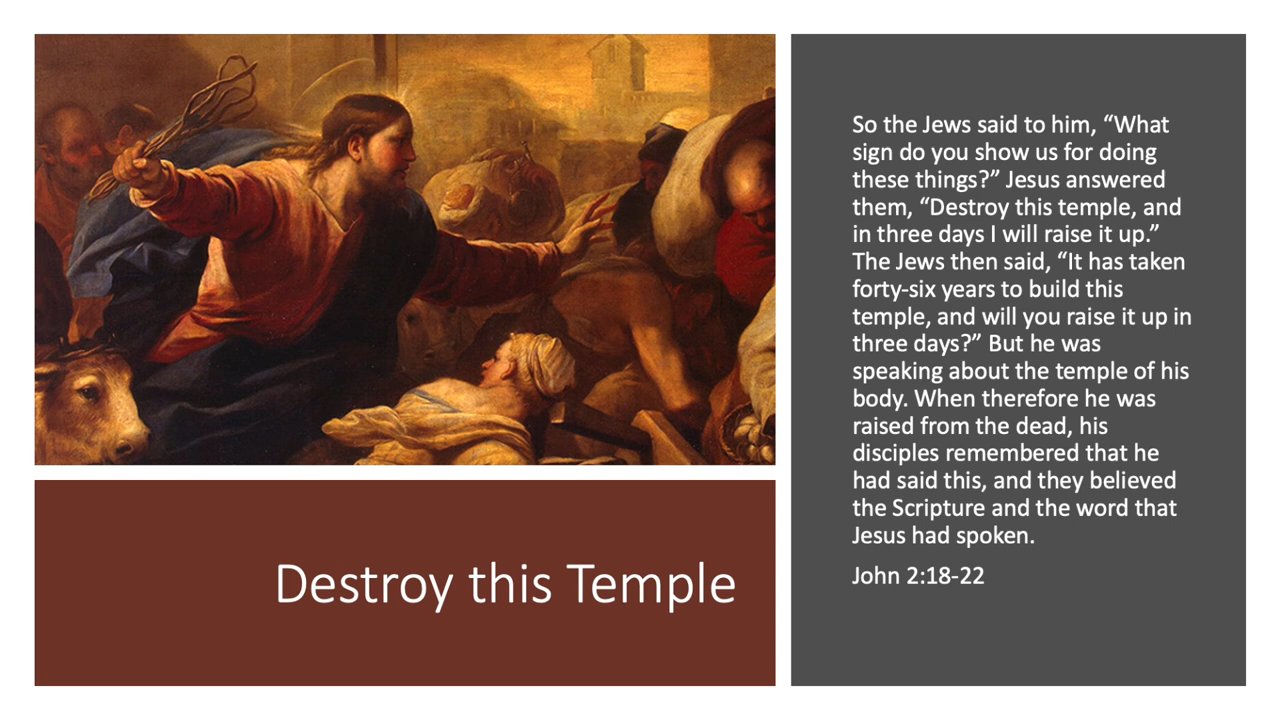 Destroy this Temple
So the Jews said to him, “What
sign do you show us for doing
these things?” Jesus answered
them, “Destroy this temple, and
in three days I will raise it up.”
The Jews then said, “It has taken
forty-six years to build this
temple, and will you raise it up in
three days?” But he was
speaking about the temple of his
body. When therefore he was
raised from the dead, his
disciples remembered that he
had said this, and they believed
the Scripture and the word that
Jesus had spoken.
John 2:18-22